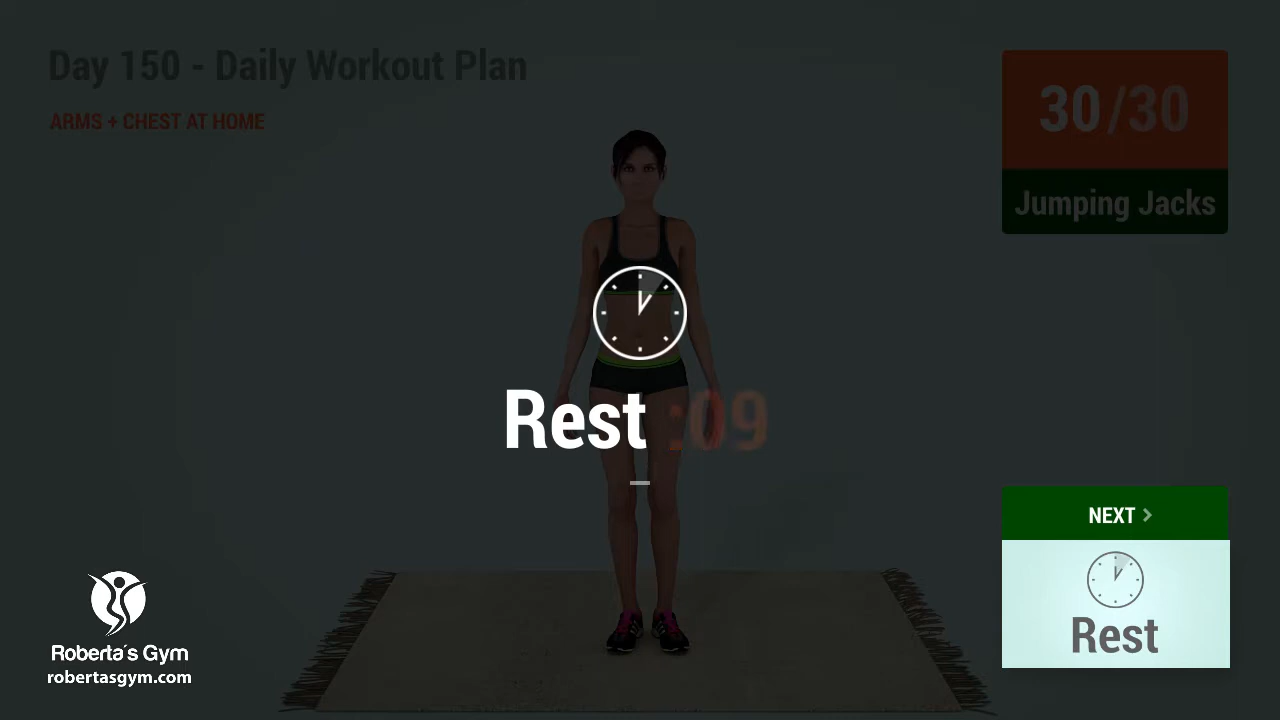 Day 150 - Daily Workout Plan
ARMS + CHEST AT HOME
30/30
Jumping Jacks
Rest :09
NEXT >
Rest
Roberta´s Gym
robertasgym.com